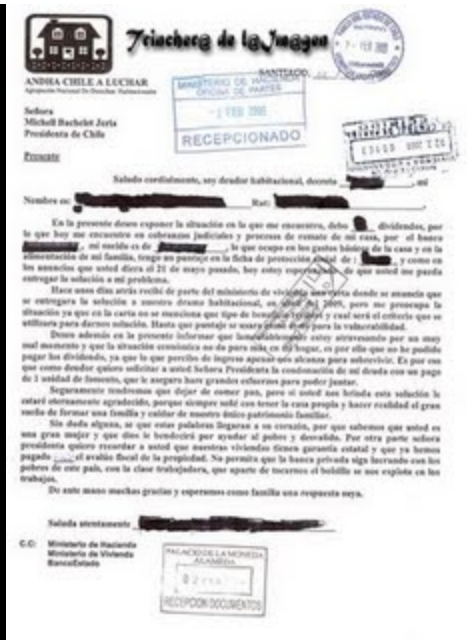 Trinchera de l@ Im@gen
ANDHA CHILE A LUCHAR
Agrupación Nacional De Derechos Habitacionales
SANTIAGO,
MINISTERIO DE HACIENDA
OFICINA DE PARTES
RECEPCIONADO
Señora
Michell Bachelet Jeria
Presidenta de Chile
Presente
Saludo cordialmente, soy deudor habitacional, decreto , mi
Nombre es: Rut:
En la presente deseo exponer la situación en lo que me encuentro, debo dividendos, por
lo que hoy me encuentro en cobranzas judiciales y procesos de remate de mi casa, por el banco
, mi sueldo es de , lo que ocupo en los gastos básicos de la casa y en la
alimentación de mi familia, tengo un puntaje en la ficha de protección social de : y como en
los anuncios que usted diera el 21 de mayo pasado, hoy estoy de que usted me pueda
entregar la solución a mi problema.
Hace unos días atrás recibí de parte del ministerio de vivienda una carta donde se anuncia que
se entregara la solución a nuestro drama habitacional, en 2009, pero me preocupa la
situación ya que en la carta no se menciona que tipo de y cual será el criterio que se
utilizara para darnos solución. Hasta que puntaje se para la vulnerabilidad.
Deseo además en la presente informar que lamentablemente estoy atravesando por un muy
mal momento y que la situación económica no da para más en mi hogar, es por ello que no he podido
pagar los dividendos, ya que lo que percibo de ingreso apenas nos alcanza para sobrevivir. Es por eso
que como deudor quiero solicitar a usted Señora Presidenta la condonación de mi deuda con un pago
de 1 unidad de fomento, que le aseguro hare grandes esfuerzos para poder juntar.
Seguramente tendremos que dejar de comer pan, pero si usted nos brinda esta solución le
estaré eternamente agradecido, porque siempre soñé con tener la casa propia y hacer realidad el gran
sueño de formar una familia y cuidar de nuestro único patrimonio familiar.
Sin duda alguna, se que estas palabras llegaran a su corazón, por que sabemos que usted es
una gran mujer y que dios le bendecirá por ayudar al pobre y desvalido. Por otra parte señora
presidenta quiero recordar a usted que nuestras viviendas tienen garantía estatal y que ya hemos
pagado el avalúo fiscal de la propiedad. No permita que la banca privada siga lucrando con los
pobres de este país, con la clase trabajadora, que aparte de tocarnos el bolsillo se nos explota en los
trabajos.
De ante mano muchas gracias y esperamos como familia una respuesta suya.
Saluda atentamente
C.C: Ministerio de Hacienda
Ministerio de Vivienda
BancoEstado
PALACIO DE LA MONEDA
ALAMEDA
RECEPCION DOCUMENTOS